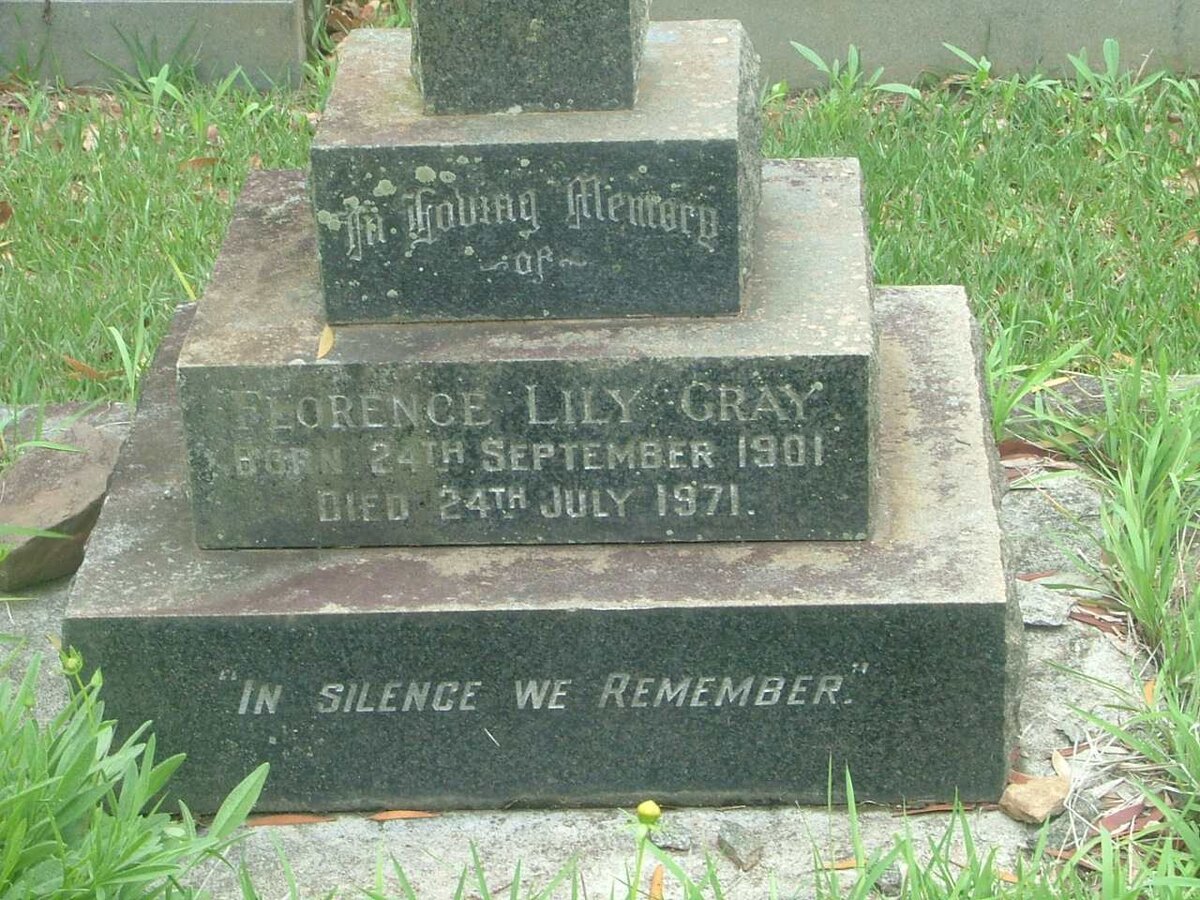 In Loving Memory
~of~
FLORENCE LILY GRAY
BORN 24TH SEPTEMBER 1901
DIED 24TH JULY 1971.
"IN SILENCE WE REMEMBER."